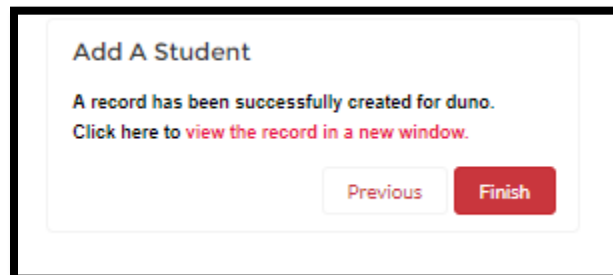 Add A Student
A record has been successfully created for duno.
Click here to view the record in a new window.
Previous Finish